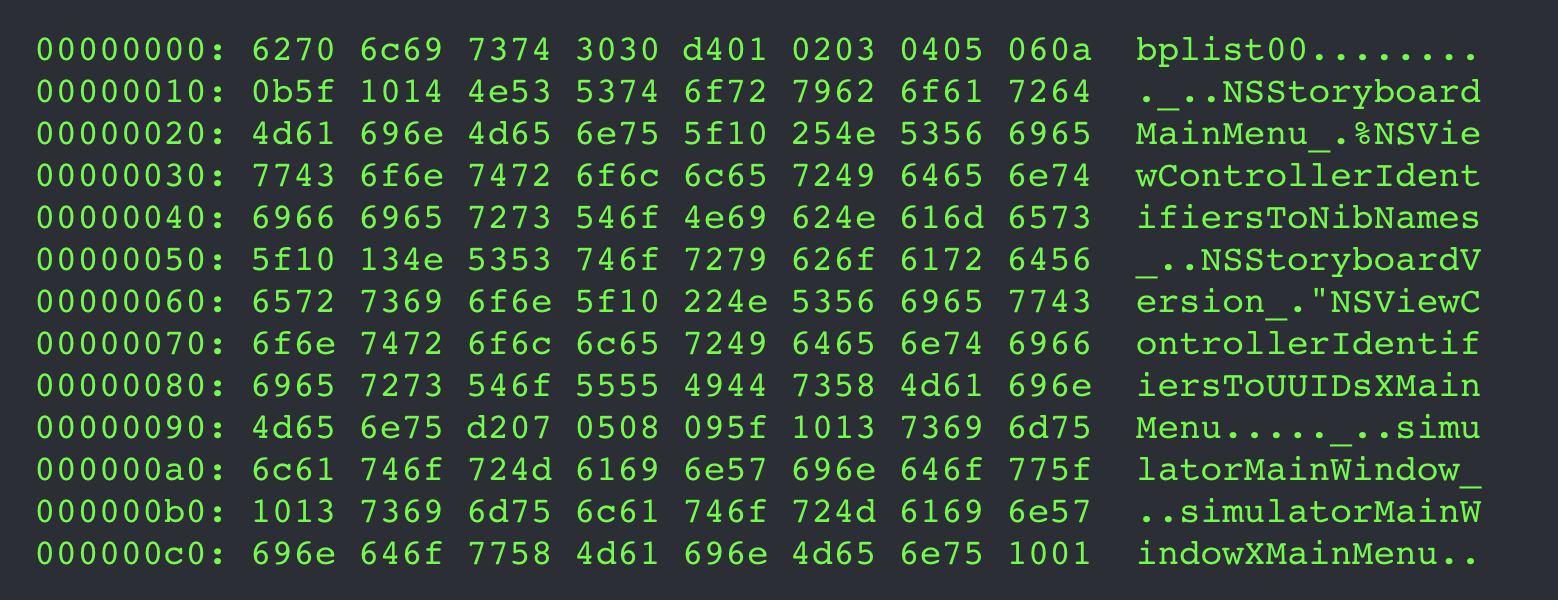 00000000: 6270 6c69 7374 3030 d401 0203 0405 060a  bplist00........
00000010: 0b5f 1014 4e53 5374 6f72 7962 6f61 7264  ._..NSStoryboard
00000020: 4d61 696e 4d65 6e75 5f10 254e 5356 6965  MainMenu_.%NSVie
00000030: 7743 6f6e 7472 6f6c 6c65 7249 6465 6e74  wControllerIdent
00000040: 6966 6965 7273 546f 4e69 624e 616d 6573  ifiersToNibNames
00000050: 5f10 134e 5353 746f 7279 626f 6172 6456  _..NSStoryboardV
00000060: 6572 7369 6f6e 5f10 224e 5356 6965 7743  ersion_."NSViewC
00000070: 6f6e 7472 6f6c 6c65 7249 6465 6e74 6966  ontrollerIdentif
00000080: 6965 7273 546f 5555 4944 7358 4d61 696e  iersToUUIDsXMain
00000090: 4d65 6e75 d207 0508 095f 1013 7369 6d75  Menu....._..simu
000000a0: 6c61 746f 724d 6169 6e57 696e 646f 775f  latorMainWindow_
000000b0: 1013 7369 6d75 6c61 746f 724d 6169 6e57  ..simulatorMainW
000000c0: 696e 646f 7758 4d61 696e 4d65 6e75 1001  indowXMainMenu..